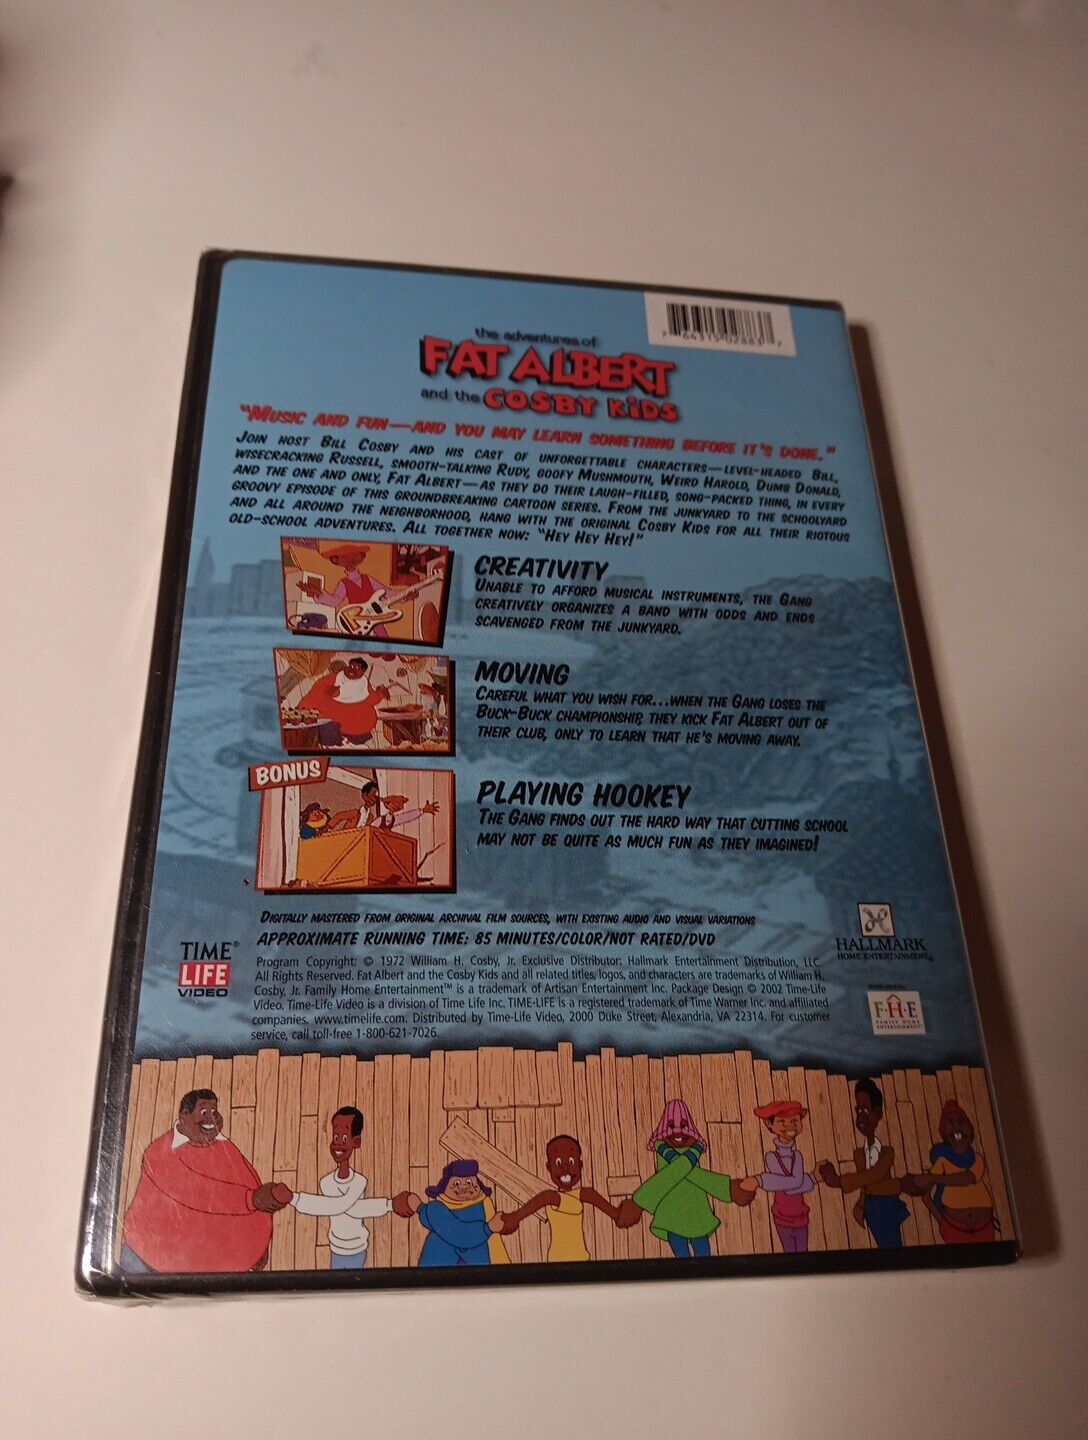 7 64315 02883 7
the adventures of
FAT ALBERT
and the COSBY KiDS
"MUSIC AND FUN—AND YOU MAY LEARN SOMETHING BEFORE IT'S DONE."
JOIN HOST BILL COSBY AND HIS CAST OF UNFORGETTABLE CHARACTERS—LEVEL-HEADED BILL,
WISECRACKING RUSSELL, SMOOTH-TALKING RUDY, GOOFY MUSHMOUTH, WEIRD HAROLD, DUMB DONALD,
AND THE ONE AND ONLY, FAT ALBERT—AS THEY DO THEIR LAUGH-FILLED, SONG-PACKED THING, IN EVERY
GROOVY EPISODE OF THIS GROUNDBREAKING CARTOON SERIES. FROM THE JUNKYARD TO THE SCHOOLYARD
AND ALL AROUND THE NEIGHBORHOOD, HANG WITH THE ORIGINAL COSBY KIDS FOR ALL THEIR RIOTOUS
OLD-SCHOOL ADVENTURES. ALL TOGETHER NOW: "HEY HEY HEY!"
CREATIVITY
UNABLE TO AFFORD MUSICAL INSTRUMENTS, THE GANG
CREATIVELY ORGANIZES A BAND WITH ODDS AND ENDS
SCAVENGED FROM THE JUNKYARD.
MOVING
CAREFUL WHAT YOU WISH FOR...WHEN THE GANG LOSES THE
BUCK-BUCK CHAMPIONSHIP, THEY KICK FAT ALBERT OUT OF
THEIR CLUB, ONLY TO LEARN THAT HE'S MOVING AWAY.
BONUS
PLAYING HOOKEY
THE GANG FINDS OUT THE HARD WAY THAT CUTTING SCHOOL
MAY NOT BE QUITE AS MUCH FUN AS THEY IMAGINED!
DIGITALLY MASTERED FROM ORIGINAL ARCHIVAL FILM SOURCES, WITH EXISTING AUDIO AND VISUAL VARIATIONS
APPROXIMATE RUNNING TIME: 85 MINUTES/COLOR/NOT RATED/DVD
TIME®
LIFE
VIDEO
Program Copyright: © 1972 William H. Cosby, Jr. Exclusive Distributor: Hallmark Entertainment Distribution, LLC.
All Rights Reserved. Fat Albert and the Cosby Kids and all related titles, logos, and characters are trademarks of William H.
Cosby, Jr. Family Home Entertainment™ is a trademark of Artisan Entertainment Inc. Package Design © 2002 Time-Life
Video. Time-Life Video is a division of Time Life Inc. TIME-LIFE is a registered trademark of Time Warner Inc. and affiliated
companies. www.timelife.com. Distributed by Time-Life Video, 2000 Duke Street, Alexandria, VA 22314. For customer
service, call toll-free 1-800-621-7026.
HALLMARK
HOME ENTERTAINMENT®
F·H·E
FAMILY HOME
ENTERTAINMENT